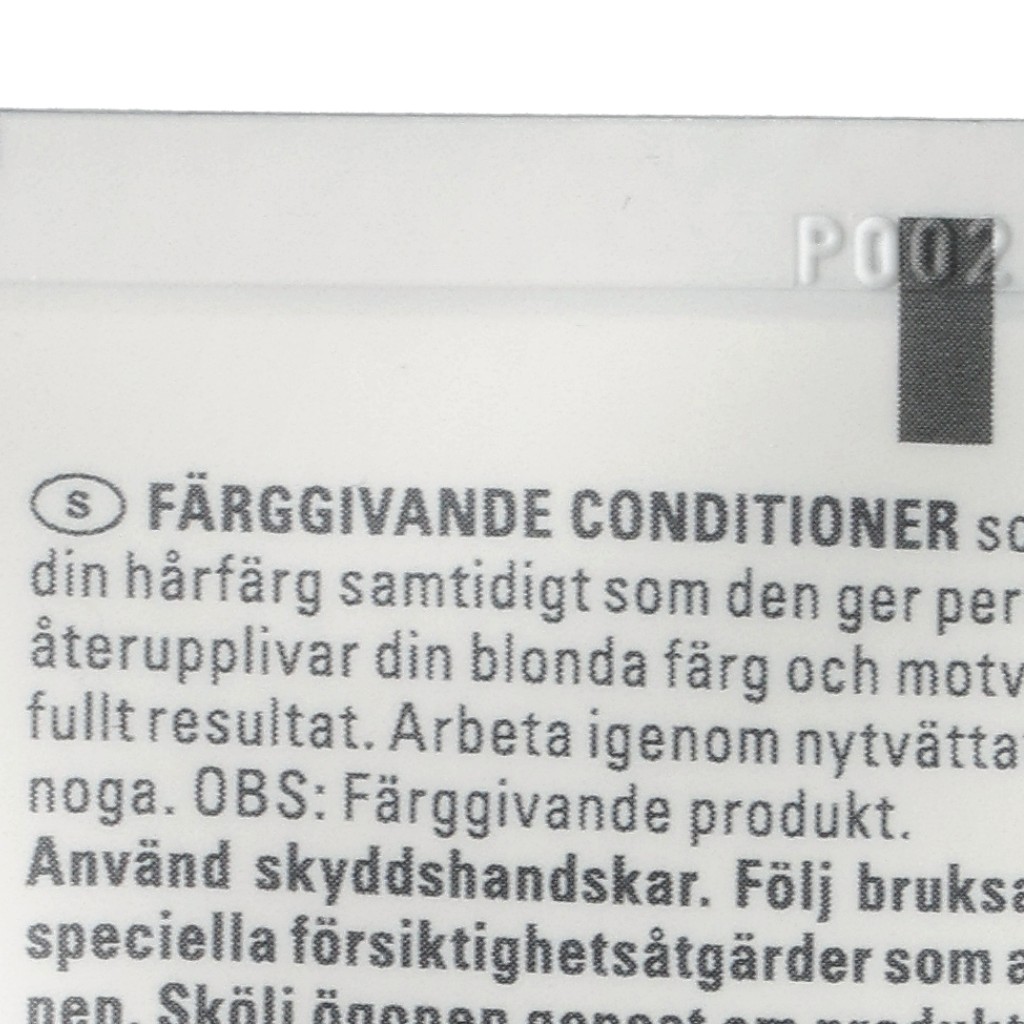 P002
S FÄRGGIVANDE CONDITIONER
din hårfärg samtidigt som den ger
återupplivar din blonda färg och
fullt resultat. Arbeta igenom
noga. OBS: Färggivande produkt.
Använd skyddshandskar. Följ
speciella försiktighetsåtgärder som